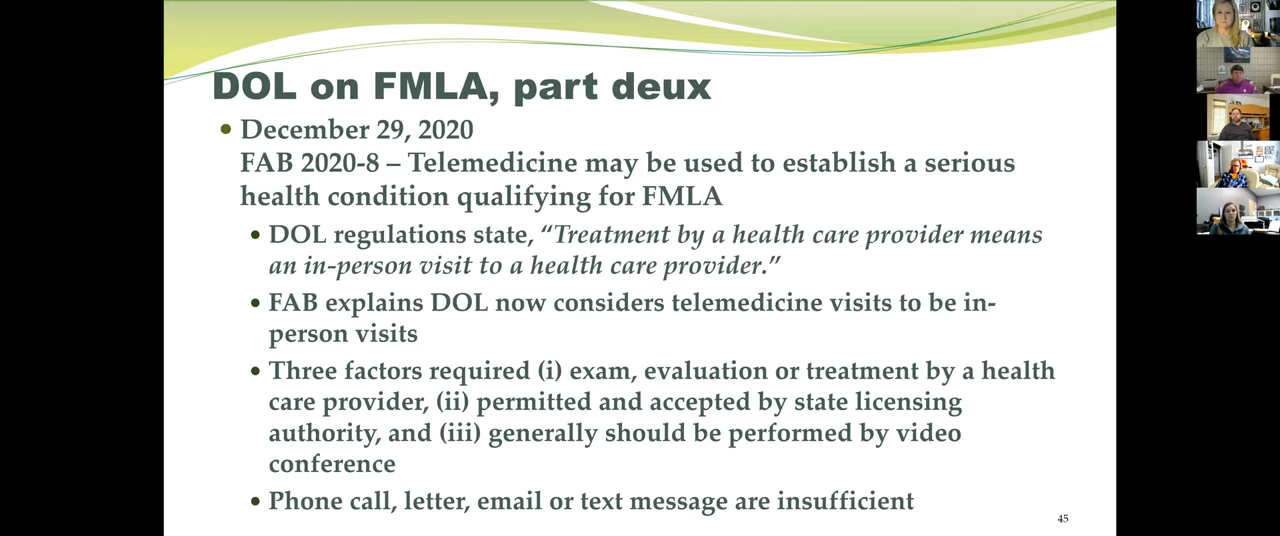 DOL on FMLA, part deux
December 29, 2020
FAB 2020-8 – Telemedicine may be used to establish a serious
health condition qualifying for FMLA
DOL regulations state, “Treatment by a health care provider means
an in-person visit to a health care provider.”
FAB explains DOL now considers telemedicine visits to be in-
person visits
Three factors required (i) exam, evaluation or treatment by a health
care provider, (ii) permitted and accepted by state licensing
authority, and (iii) generally should be performed by video
conference
Phone call, letter, email or text message are insufficient
45